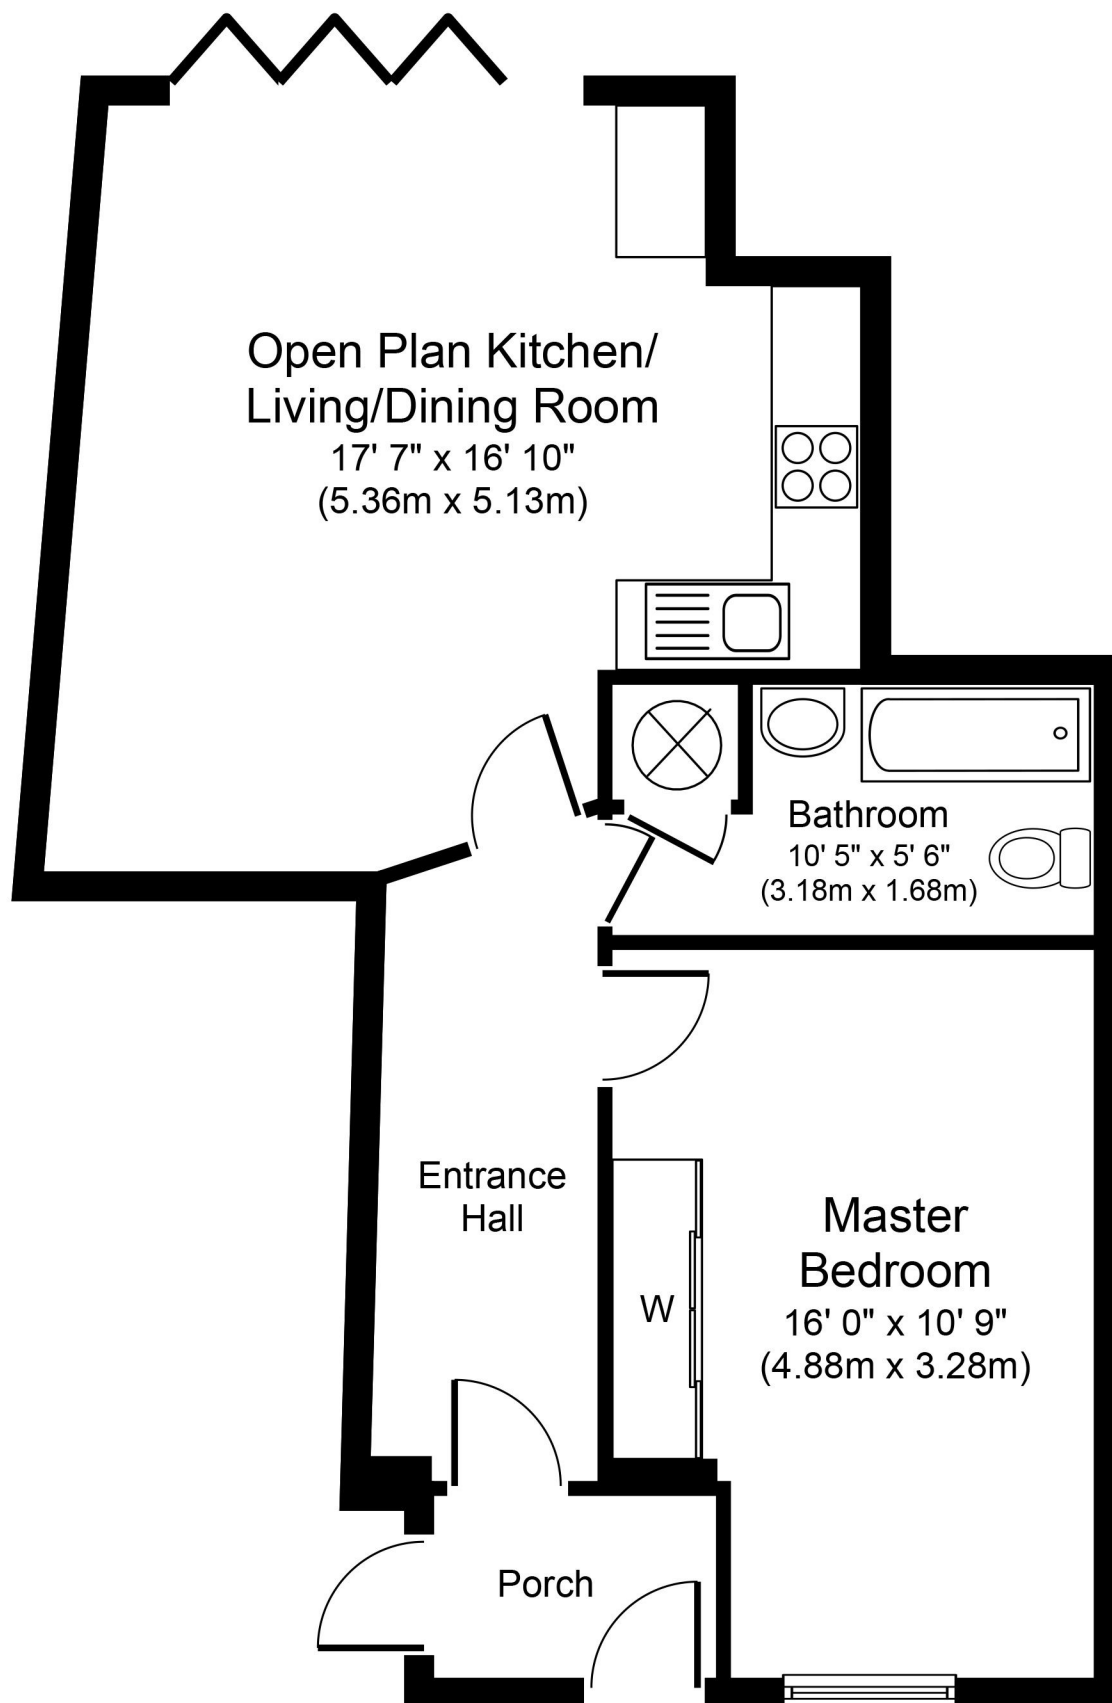 Open Plan Kitchen/
Living/Dining Room
17' 7" x 16' 10"
(5.36m x 5.13m)
Bathroom
10' 5" x 5' 6"
(3.18m x 1.68m)
Entrance
Hall
Master
Bedroom
16' 0" x 10' 9"
(4.88m x 3.28m)
W
Porch